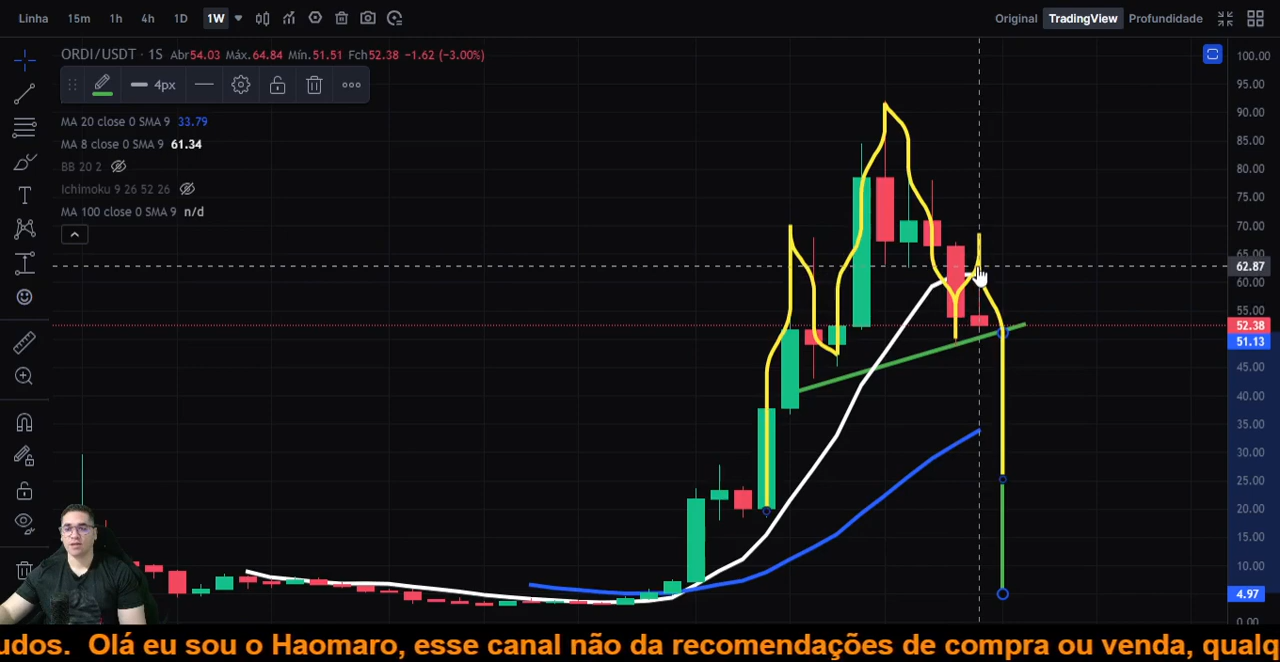 Linha 15m 1h 4h 1D 1W Original TradingView Profundidade
ORDI/USDT · 1S Abr54.03 Máx.64.84 Mín.51.51 Fch52.38 −1.62 (−3.00%)
4px
MA 20 close 0 SMA 9 33.79
MA 8 close 0 SMA 9 61.34
BB 20 2
Ichimoku 9 26 52 26
MA 100 close 0 SMA 9 n/d
100.00
95.00
90.00
85.00
80.00
75.00
70.00
65.00
62.87
60.00
55.00
52.38
51.13
45.00
40.00
35.00
30.00
25.00
20.00
15.00
10.00
4.97
0.00
udos. Olá eu sou o Haomaro, esse canal não da recomendações de compra ou venda, qualq